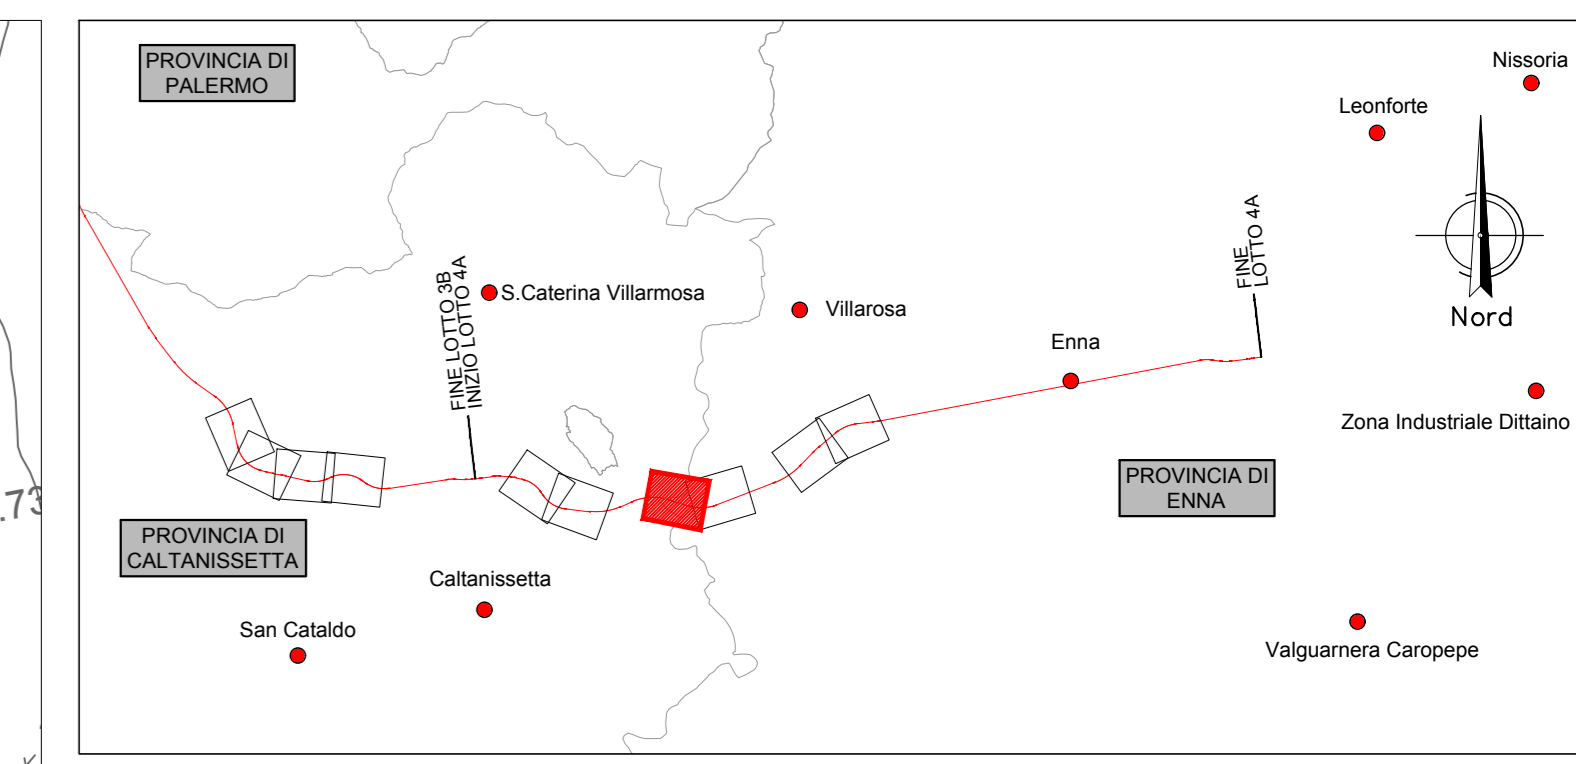 PROVINCIA DI
PALERMO
Nissoria
Leonforte
FINE
LOTTO 4A
FINE LOTTO 3B
INIZIO LOTTO 4A
S.Caterina Villarmosa
Villarosa
Nord
Enna
Zona Industriale Dittaino
PROVINCIA DI
ENNA
.73
PROVINCIA DI
CALTANISSETTA
Caltanissetta
San Cataldo
Valguarnera Caropepe